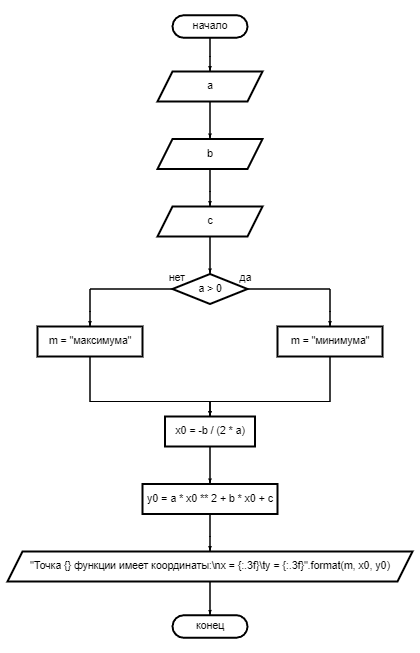 начало
a
b
c
нет
да
a > 0
m = "максимума"
m = "минимума"
x0 = -b / (2 * a)
y0 = a * x0 ** 2 + b * x0 + c
"Точка {} функции имеет координаты:\nx = {:.3f}\ty = {:.3f}".format(m, x0, y0)
конец